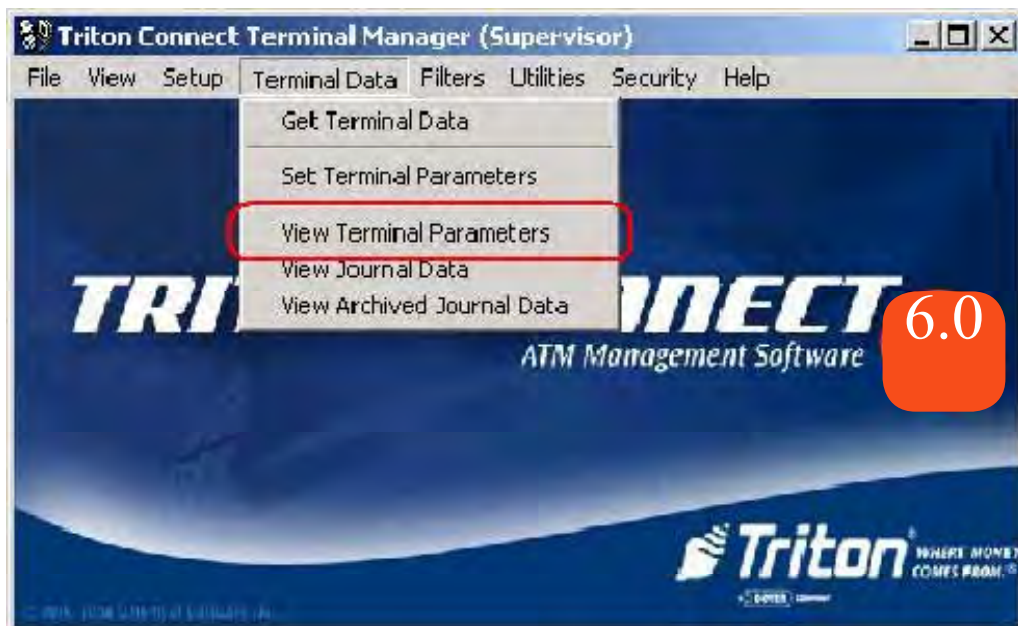 Triton Connect Terminal Manager (Supervisor)
File View Setup Terminal Data Filters Utilities Security Help
Get Terminal Data
Set Terminal Parameters
View Terminal Parameters
View Journal Data
View Archived Journal Data
TRI NECT
6.0
ATM Management Software
Triton
WHERE MONEY
COMES FROM.®